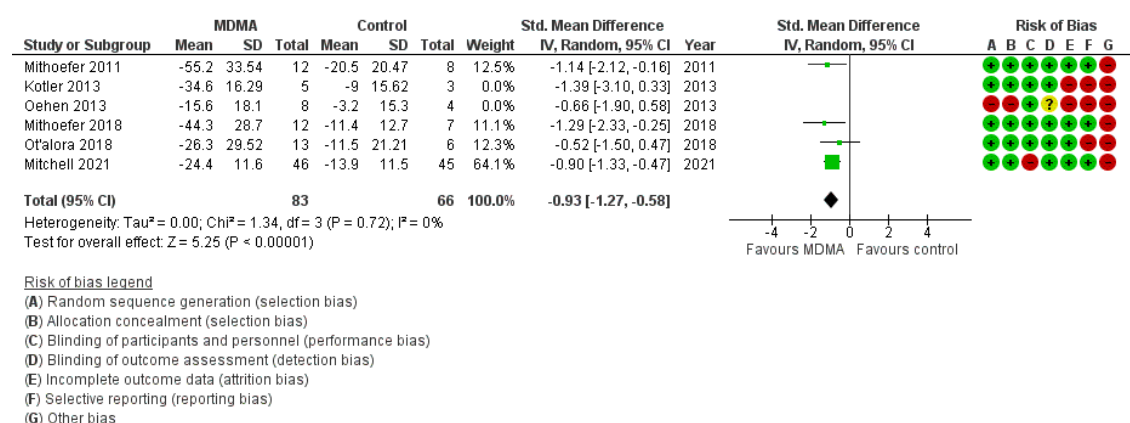 MDMA Control Std. Mean Difference Std. Mean Difference Risk of Bias
Study or Subgroup Mean SD Total Mean SD Total Weight IV, Random, 95% CI Year IV, Random, 95% CI A B C D E F G
Mithoefer 2011 -55.2 33.54 12 -20.5 20.47 8 12.5% -1.14 [-2.12, -0.16] 2011 + + + + + + −
Kotler 2013 -34.6 16.29 5 -9 15.62 3 0.0% -1.39 [-3.10, 0.33] 2013 + + + + − − −
Oehen 2013 -15.6 18.1 8 -3.2 15.3 4 0.0% -0.66 [-1.90, 0.58] 2013 − − + ? − − −
Mithoefer 2018 -44.3 28.7 12 -11.4 12.7 7 11.1% -1.29 [-2.33, -0.25] 2018 + + + + + + −
Ot'alora 2018 -26.3 29.52 13 -11.5 21.21 6 12.3% -0.52 [-1.50, 0.47] 2018 + + + + + − −
Mitchell 2021 -24.4 11.6 46 -13.9 11.5 45 64.1% -0.90 [-1.33, -0.47] 2021 + + − + + + −
Total (95% CI) 83 66 100.0% -0.93 [-1.27, -0.58]
Heterogeneity: Tau² = 0.00; Chi² = 1.34, df = 3 (P = 0.72); I² = 0%
Test for overall effect: Z = 5.25 (P < 0.00001)
-4 -2 0 2 4
Favours MDMA Favours control
Risk of bias legend
(A) Random sequence generation (selection bias)
(B) Allocation concealment (selection bias)
(C) Blinding of participants and personnel (performance bias)
(D) Blinding of outcome assessment (detection bias)
(E) Incomplete outcome data (attrition bias)
(F) Selective reporting (reporting bias)
(G) Other bias